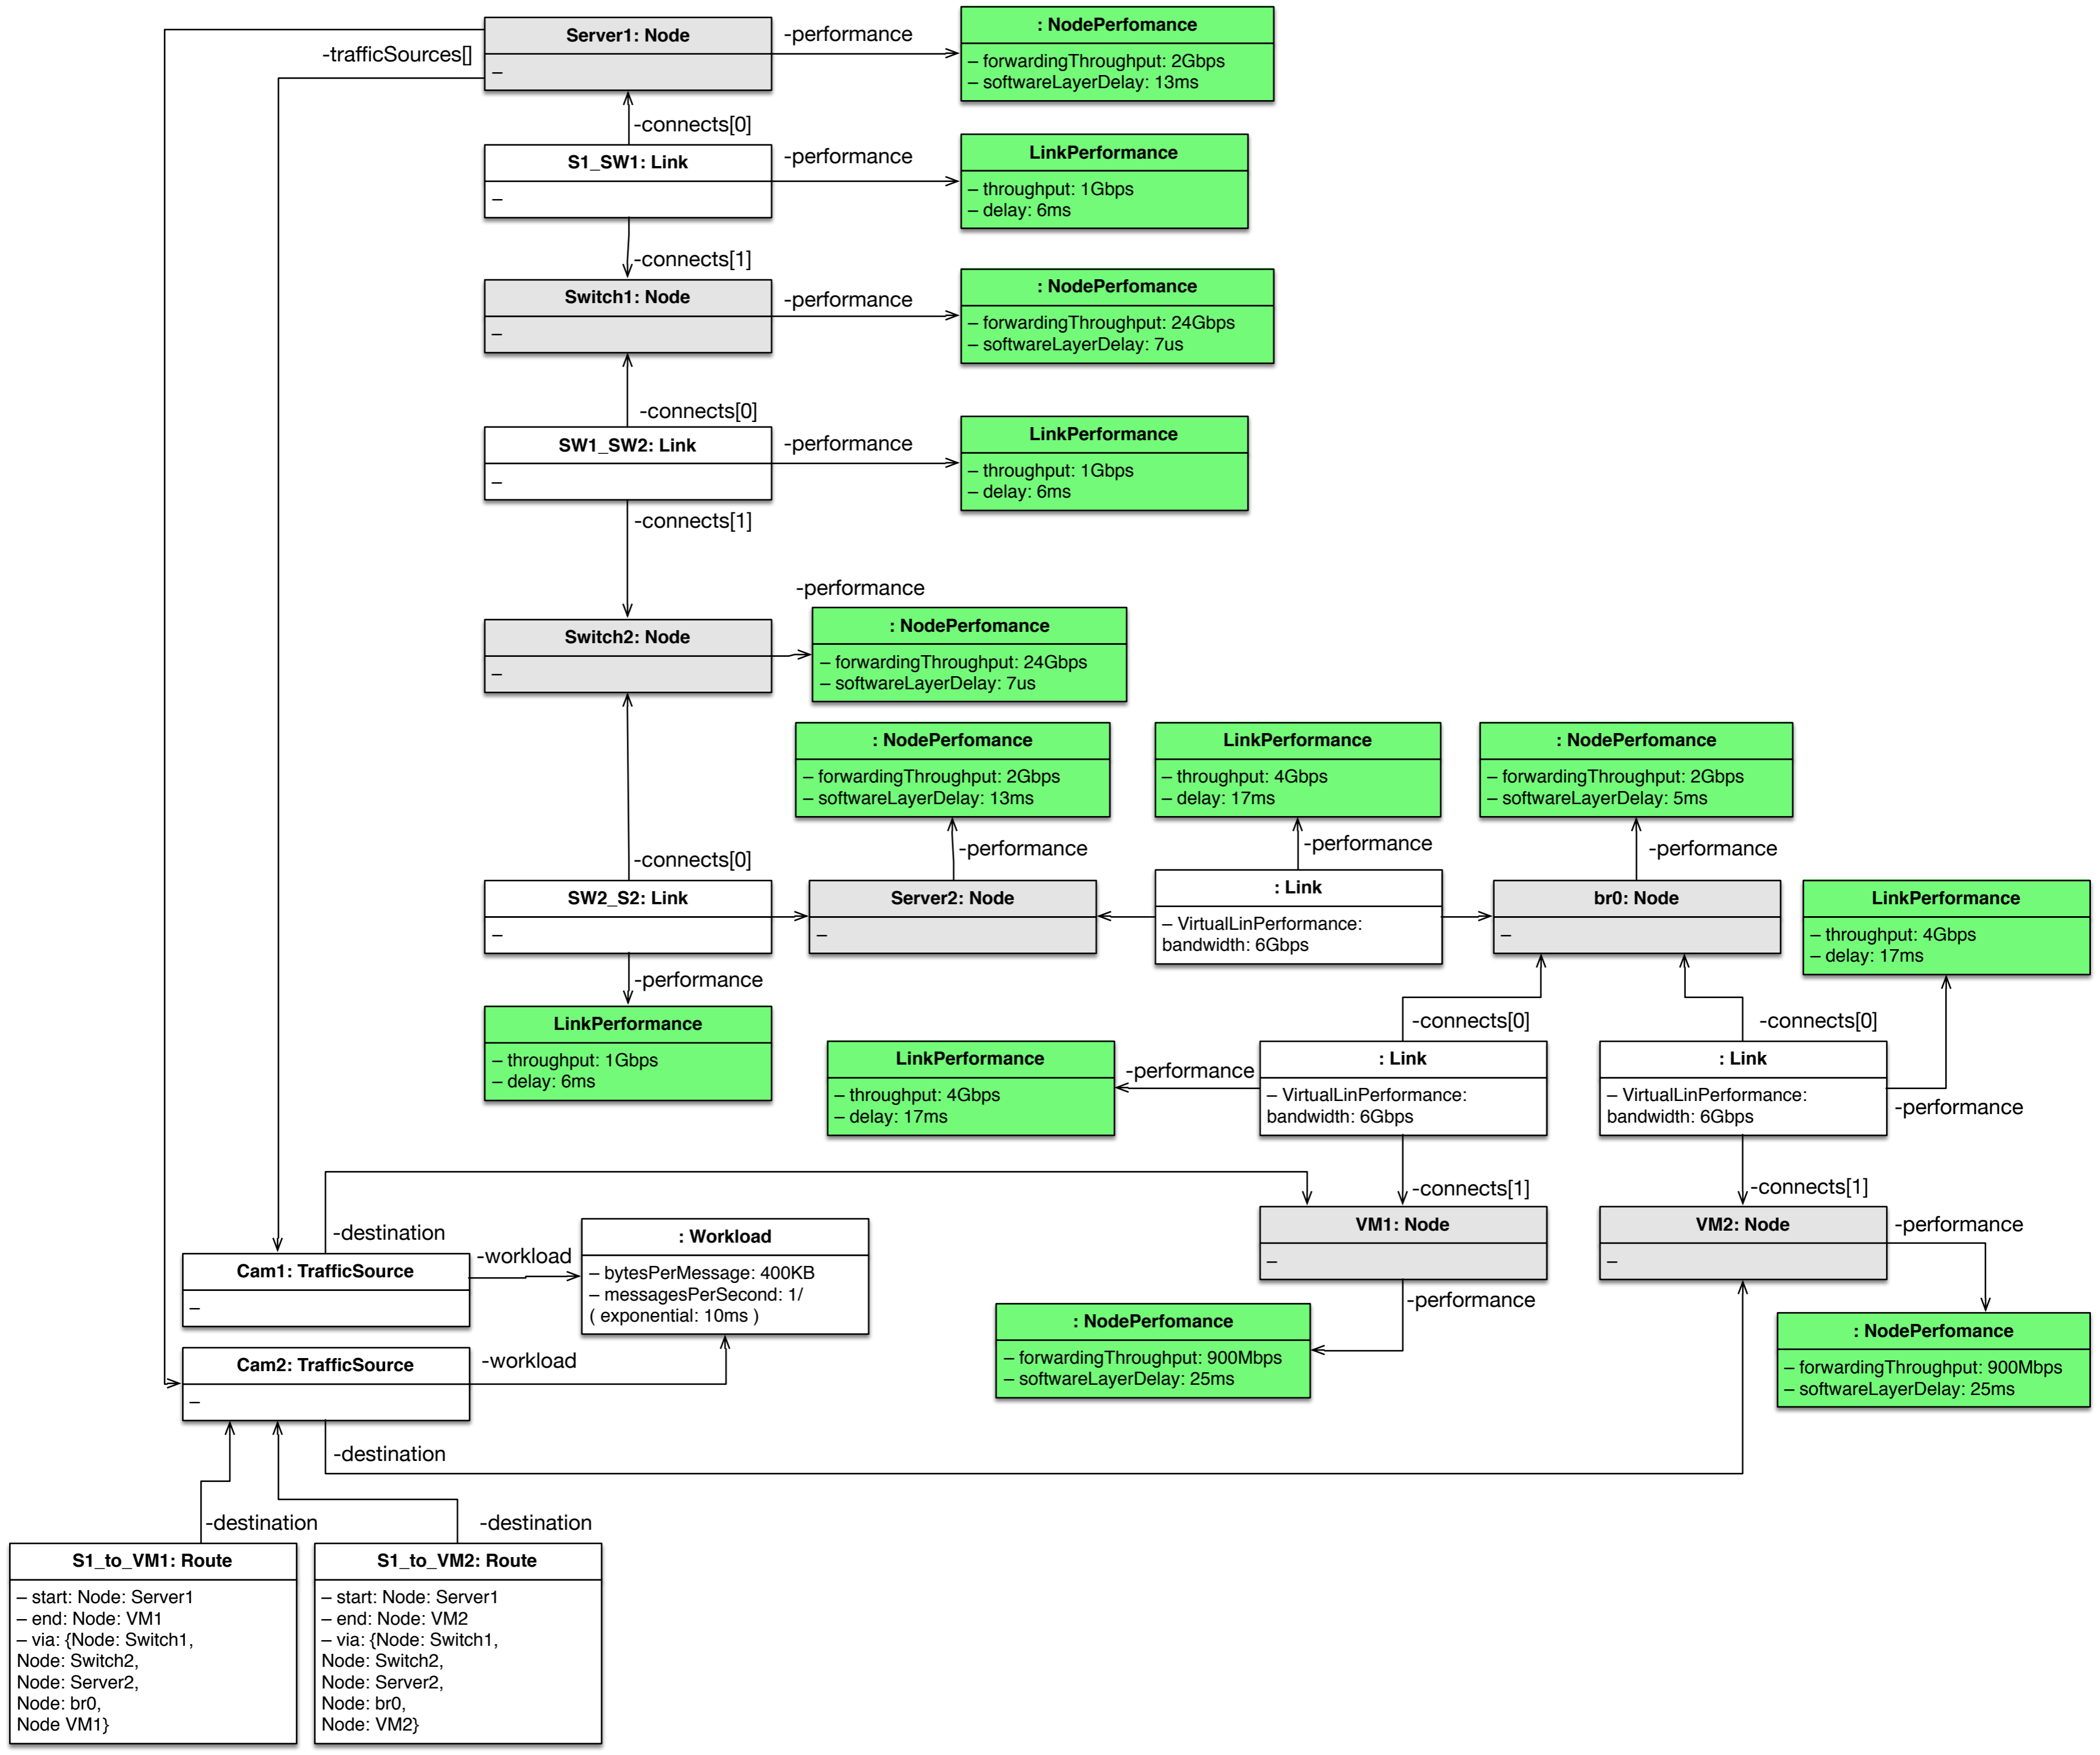 Server1: Node
–
-trafficSources[]
-performance
: NodePerfomance
– forwardingThroughput: 2Gbps
– softwareLayerDelay: 13ms
-connects[0]
S1_SW1: Link
–
-performance
LinkPerformance
– throughput: 1Gbps
– delay: 6ms
-connects[1]
Switch1: Node
–
-performance
: NodePerfomance
– forwardingThroughput: 24Gbps
– softwareLayerDelay: 7us
-connects[0]
SW1_SW2: Link
–
-performance
LinkPerformance
– throughput: 1Gbps
– delay: 6ms
-connects[1]
Switch2: Node
–
-performance
: NodePerfomance
– forwardingThroughput: 24Gbps
– softwareLayerDelay: 7us
: NodePerfomance
– forwardingThroughput: 2Gbps
– softwareLayerDelay: 13ms
LinkPerformance
– throughput: 4Gbps
– delay: 17ms
: NodePerfomance
– forwardingThroughput: 2Gbps
– softwareLayerDelay: 5ms
-connects[0]
-performance
-performance
-performance
SW2_S2: Link
–
Server2: Node
–
: Link
– VirtualLinPerformance:
bandwidth: 6Gbps
br0: Node
–
LinkPerformance
– throughput: 4Gbps
– delay: 17ms
-performance
LinkPerformance
– throughput: 1Gbps
– delay: 6ms
-connects[0]
-connects[0]
LinkPerformance
– throughput: 4Gbps
– delay: 17ms
-performance
: Link
– VirtualLinPerformance:
bandwidth: 6Gbps
: Link
– VirtualLinPerformance:
bandwidth: 6Gbps
-performance
-connects[1]
-connects[1]
VM1: Node
–
VM2: Node
–
-performance
-performance
: NodePerfomance
– forwardingThroughput: 900Mbps
– softwareLayerDelay: 25ms
: NodePerfomance
– forwardingThroughput: 900Mbps
– softwareLayerDelay: 25ms
-destination
Cam1: TrafficSource
–
-workload
: Workload
– bytesPerMessage: 400KB
– messagesPerSecond: 1/
( exponential: 10ms )
Cam2: TrafficSource
–
-workload
-destination
-destination
-destination
S1_to_VM1: Route
– start: Node: Server1
– end: Node: VM1
– via: {Node: Switch1,
Node: Switch2,
Node: Server2,
Node: br0,
Node VM1}
S1_to_VM2: Route
– start: Node: Server1
– end: Node: VM2
– via: {Node: Switch1,
Node: Switch2,
Node: Server2,
Node: br0,
Node: VM2}